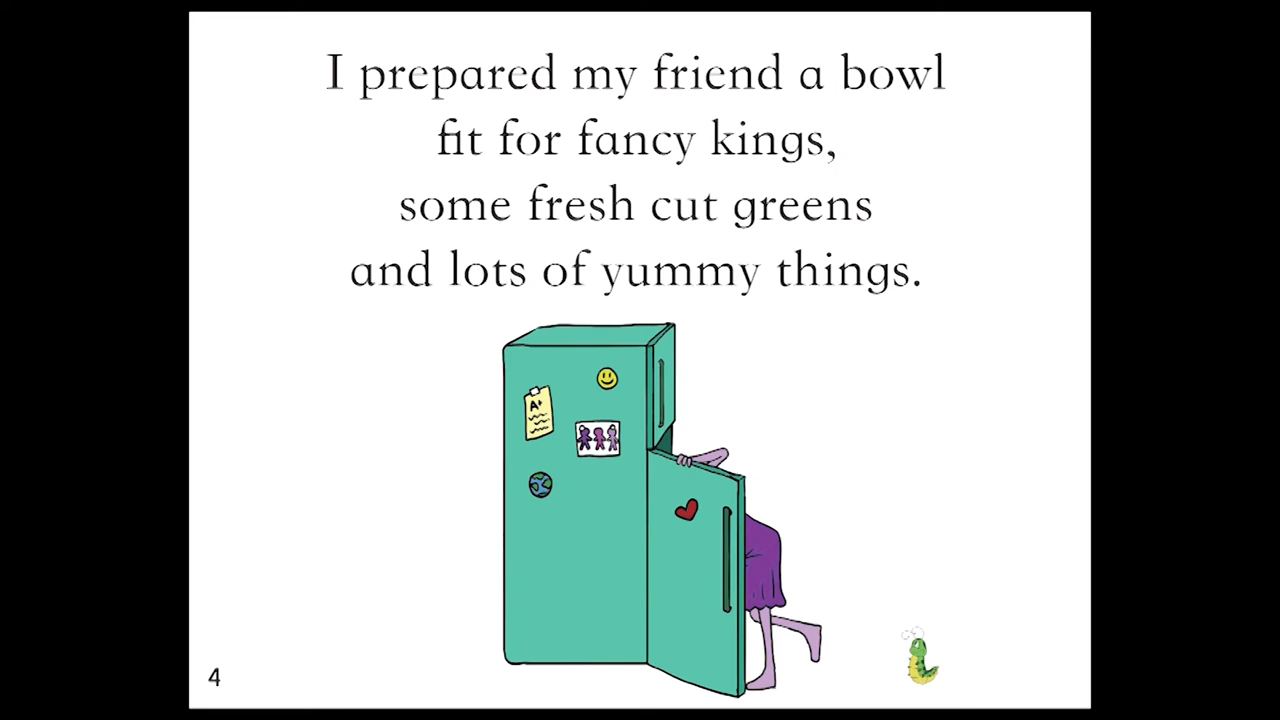 I prepared my friend a bowl
fit for fancy kings,
some fresh cut greens
and lots of yummy things.
A+
4